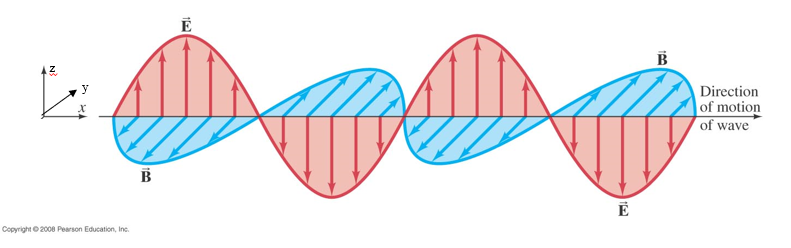 E
z
y
x
B
Direction
of motion
of wave
B
E
Copyright © 2008 Pearson Education, Inc.